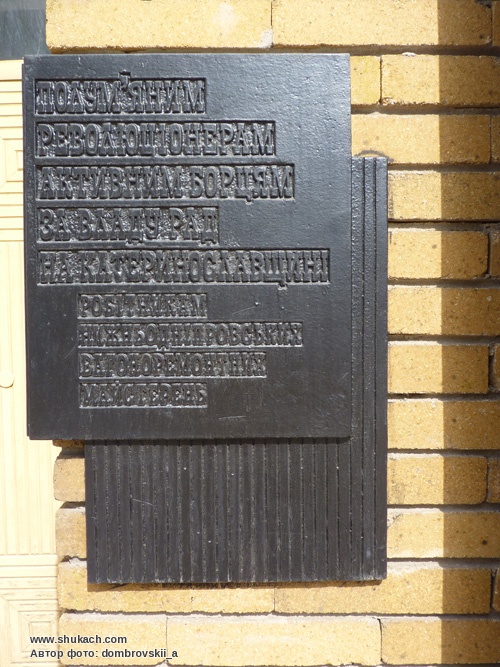 ПОЛУМ'ЯНИМ
РЕВОЛЮЦІОНЕРАМ
АКТИВНИМ БОРЦЯМ
ЗА ВЛАДУ РАД
НА КАТЕРИНОСЛАВЩИНІ
РОБІТНИКАМ
НИЖНЬОДНІПРОВСЬКИХ
ВАГОНОРЕМОНТНИХ
МАЙСТЕРЕНЬ
www.shukach.com
Автор фото: dombrovskii_a